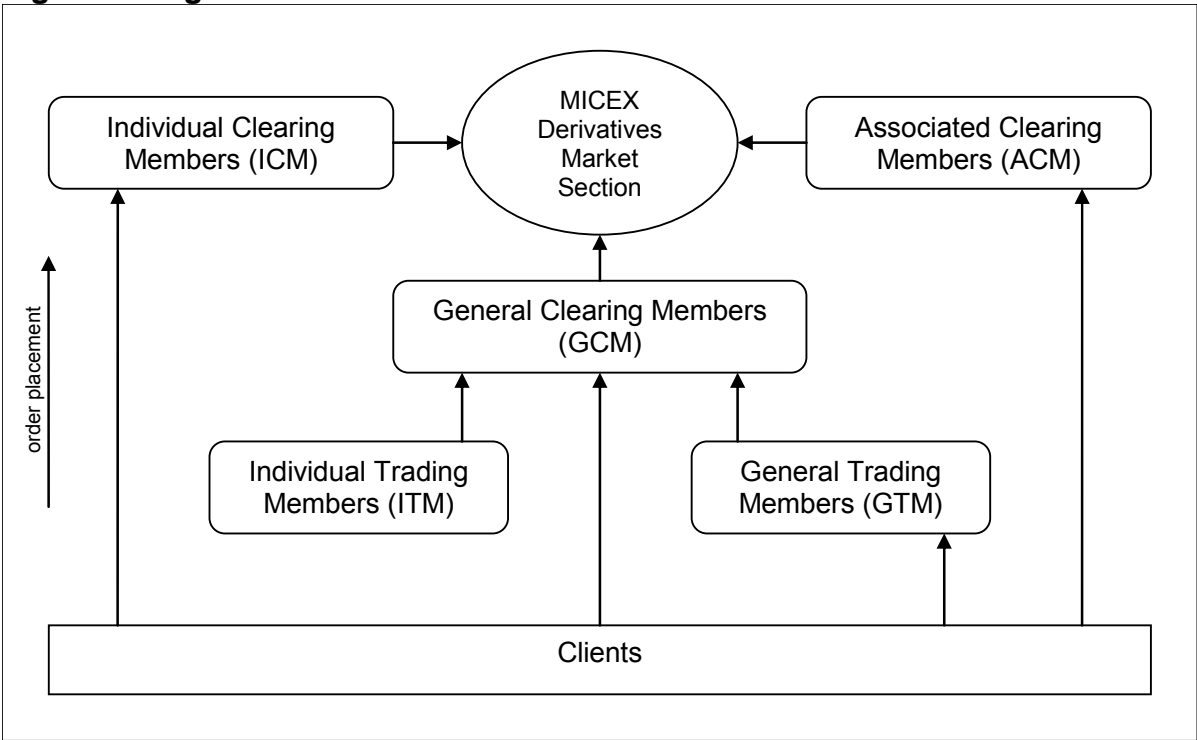 MICEX
Derivatives
Market
Section
Individual Clearing
Members (ICM)
Associated Clearing
Members (ACM)
General Clearing Members
(GCM)
order placement
Individual Trading
Members (ITM)
General Trading
Members (GTM)
Clients